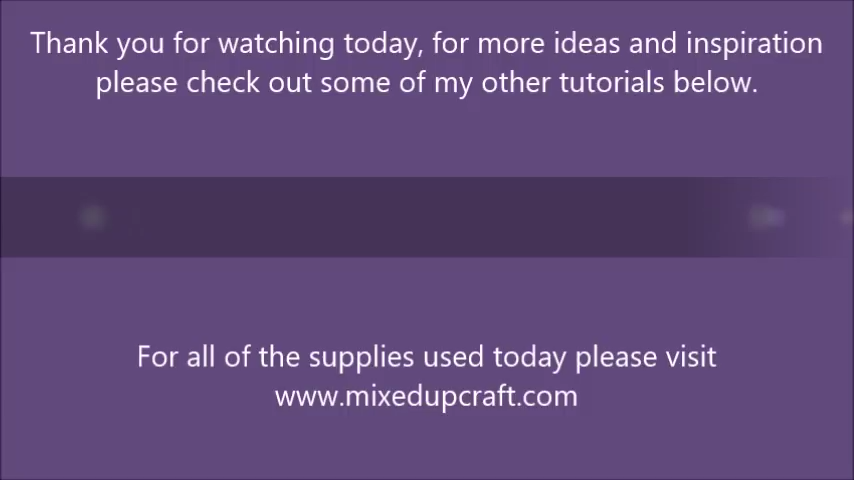 Thank you for watching today, for more ideas and inspiration
please check out some of my other tutorials below.
For all of the supplies used today please visit
www.mixedupcraft.com